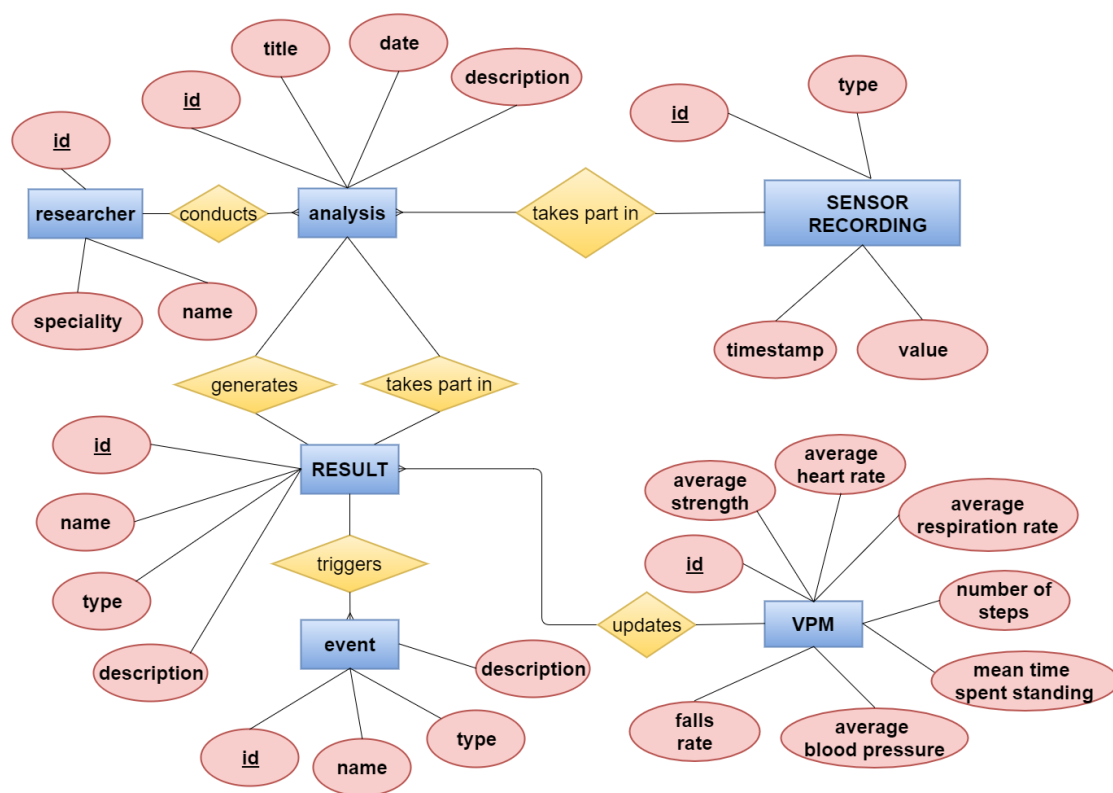 title
date
description
id
type
id
id
researcher
conducts
analysis
takes part in
SENSOR
RECORDING
speciality
name
timestamp
value
generates
takes part in
id
RESULT
average
heart rate
average
strength
average
respiration rate
name
triggers
id
type
number of
steps
updates
VPM
event
description
description
mean time
spent standing
falls
rate
average
blood pressure
type
id
name